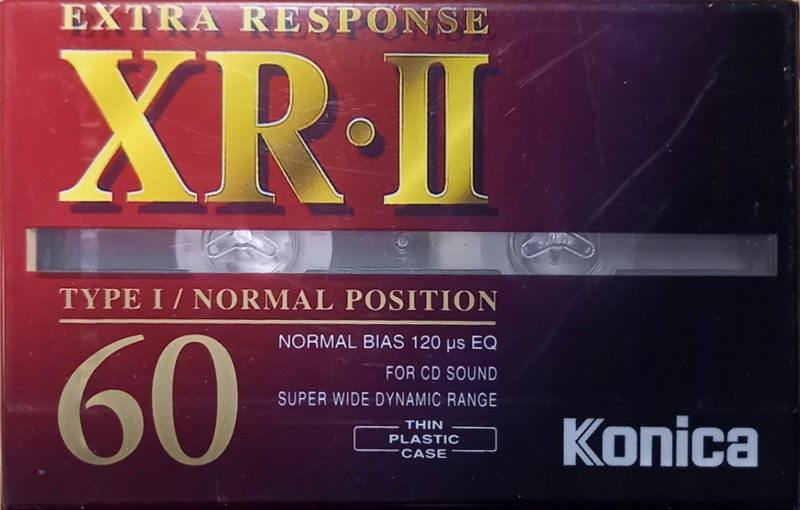 EXTRA RESPONSE
XR·II
TYPE I / NORMAL POSITION
60
NORMAL BIAS 120 µs EQ
FOR CD SOUND
SUPER WIDE DYNAMIC RANGE
THIN
PLASTIC
CASE
Konica